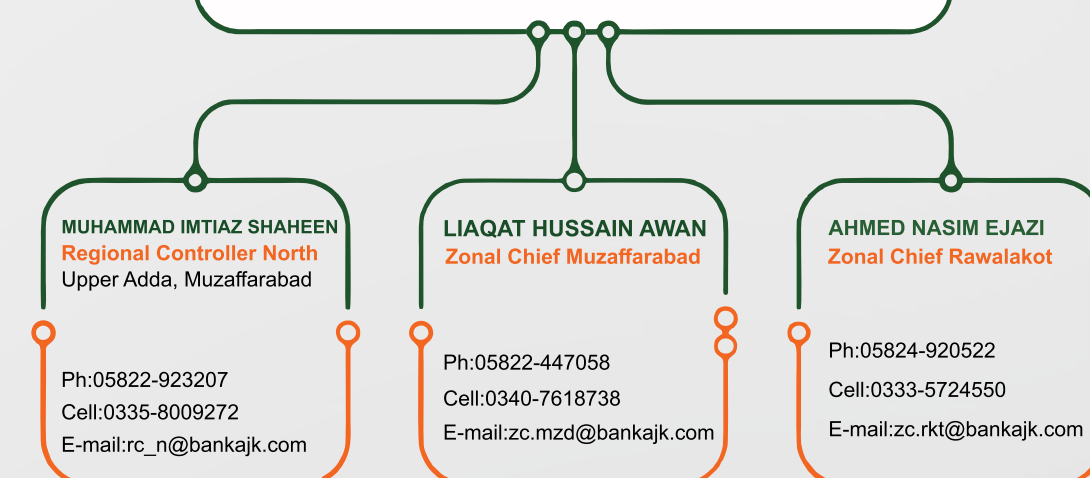 MUHAMMAD IMTIAZ SHAHEEN
Regional Controller North
Upper Adda, Muzaffarabad
Ph:05822-923207
Cell:0335-8009272
E-mail:rc_n@bankajk.com
LIAQAT HUSSAIN AWAN
Zonal Chief Muzaffarabad
Ph:05822-447058
Cell:0340-7618738
E-mail:zc.mzd@bankajk.com
AHMED NASIM EJAZI
Zonal Chief Rawalakot
Ph:05824-920522
Cell:0333-5724550
E-mail:zc.rkt@bankajk.com